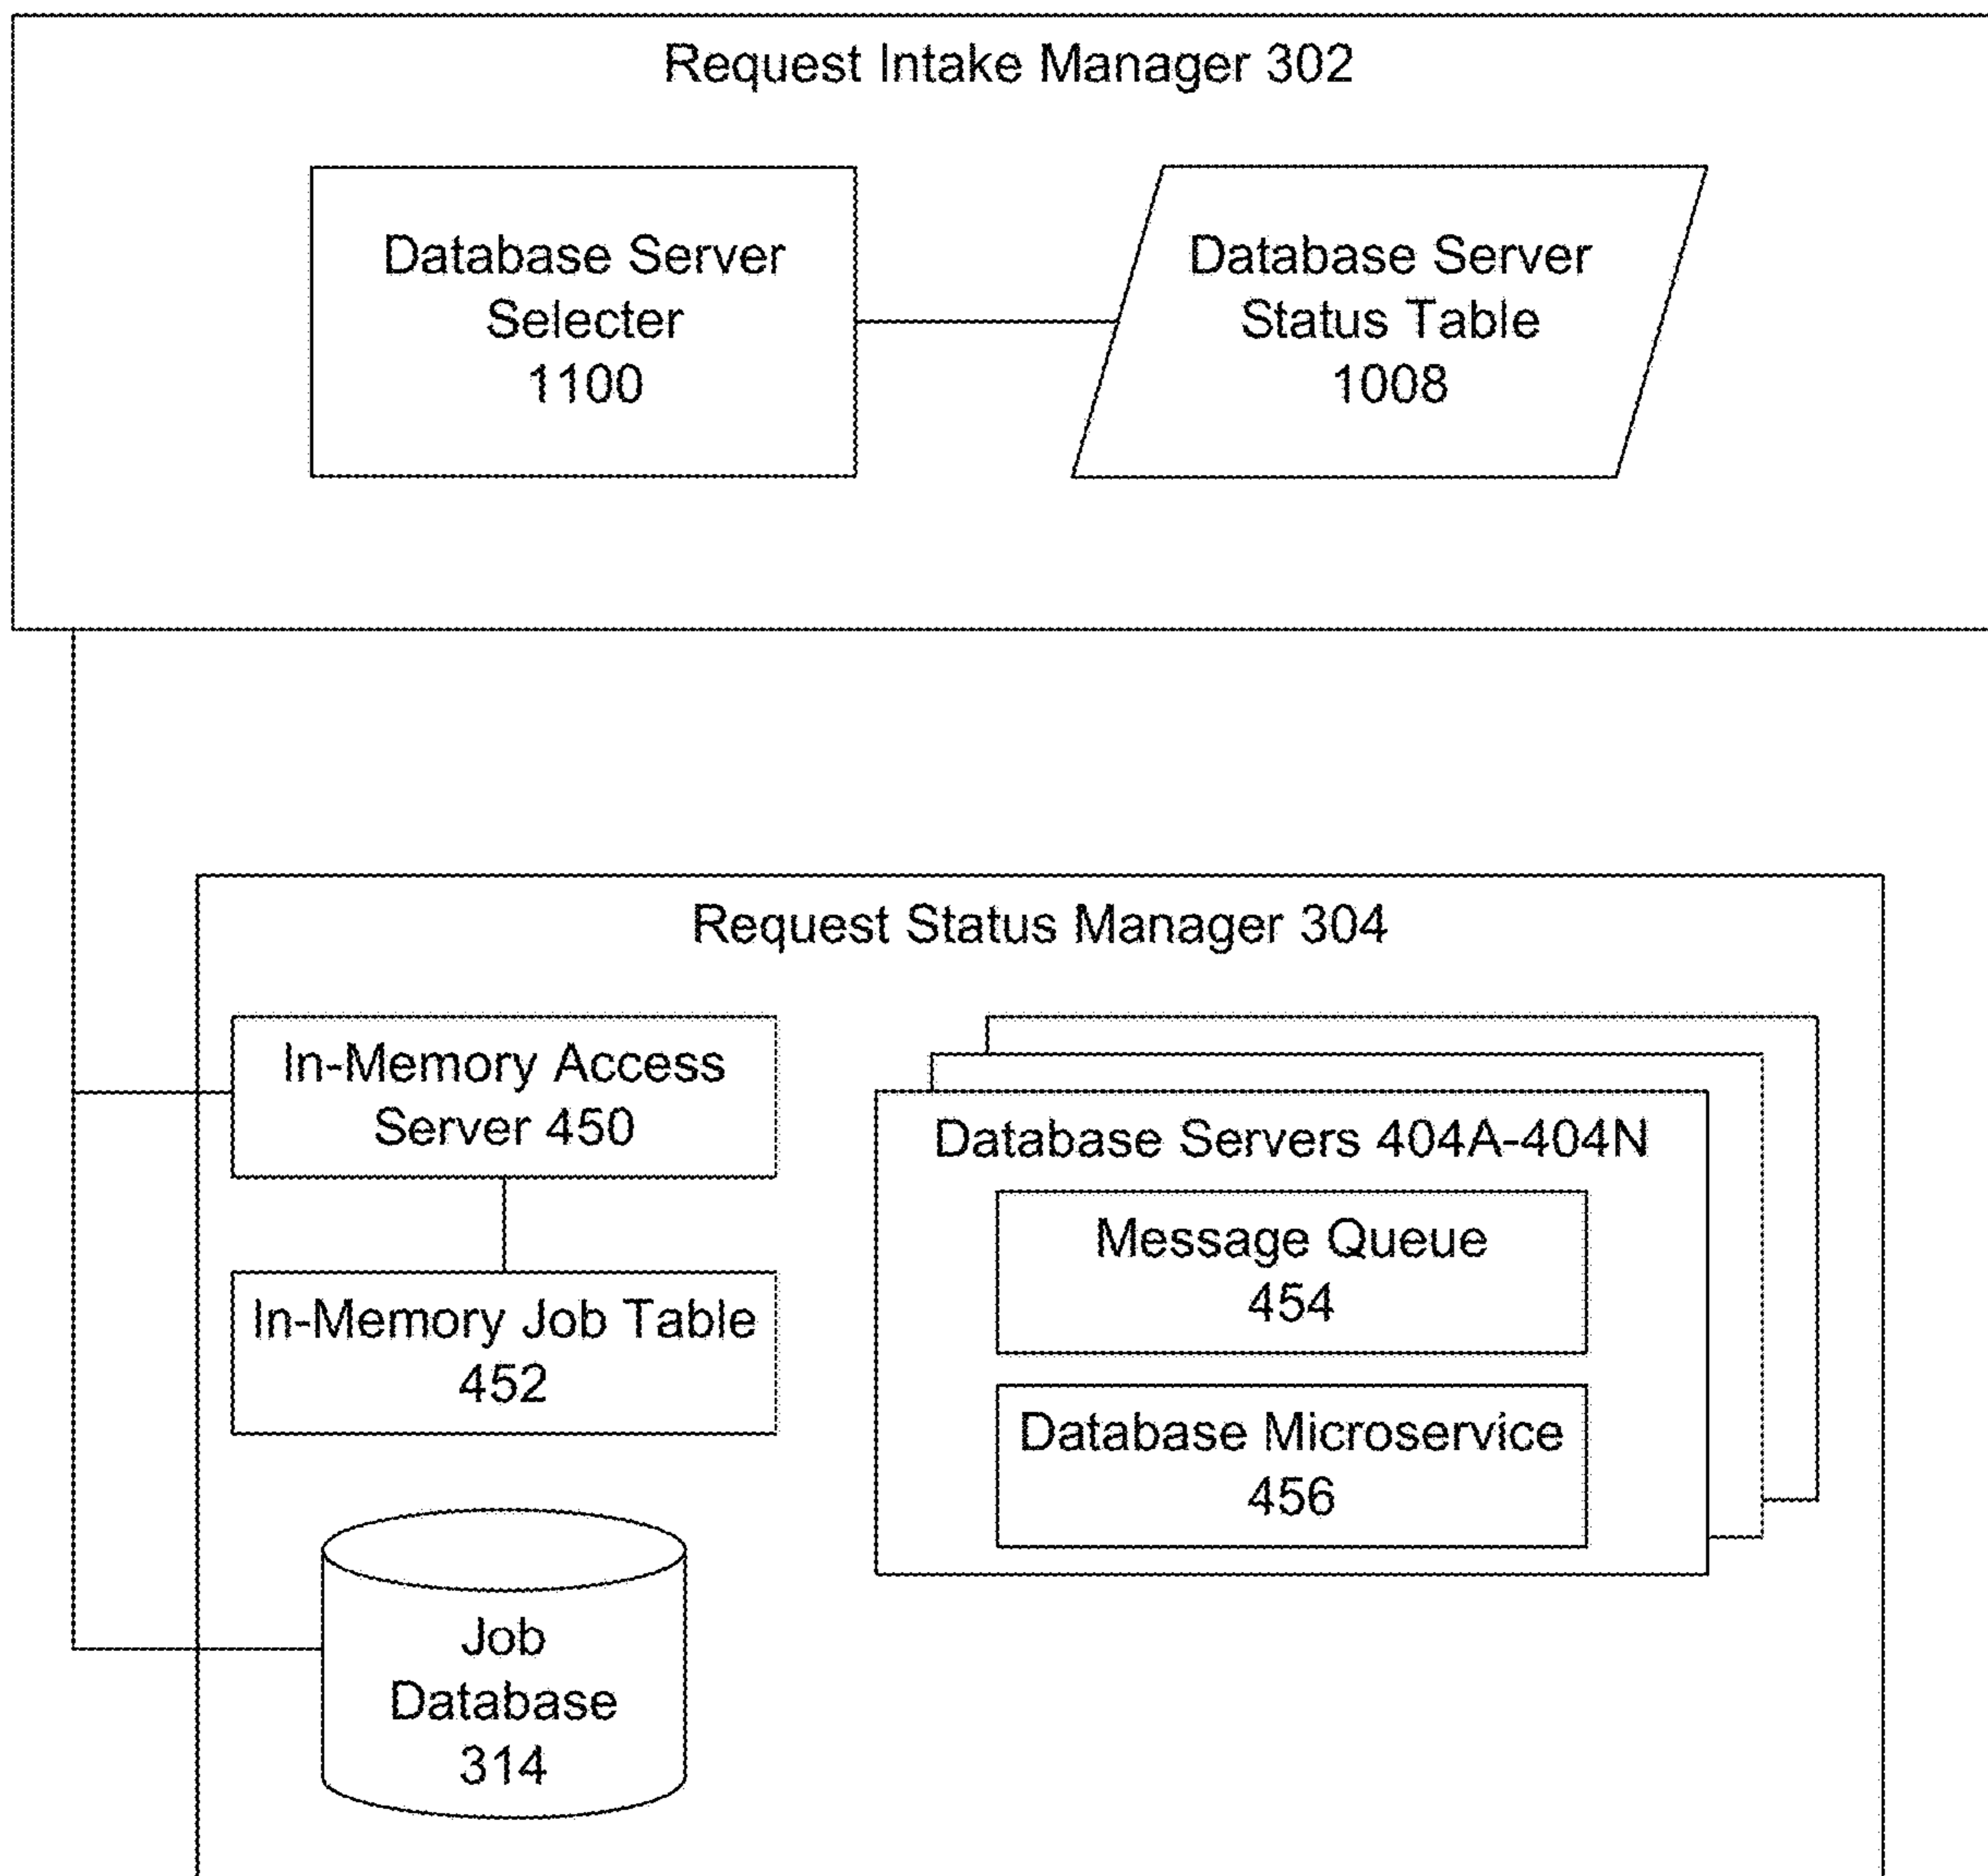 Request Intake Manager 302
Database Server
Selecter
1100
Database Server
Status Table
1008
Request Status Manager 304
In-Memory Access
Server 450
In-Memory Job Table
452
Job
Database
314
Database Servers 404A-404N
Message Queue
454
Database Microservice
456